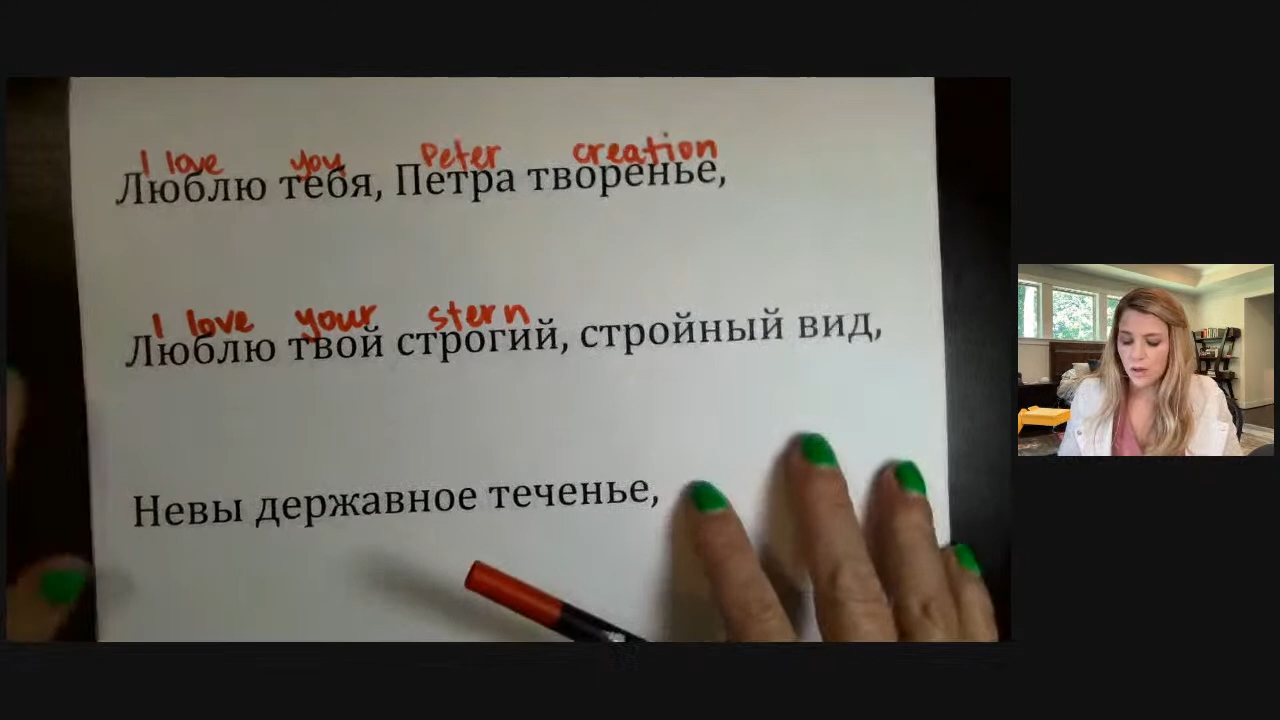 I love you Peter creation
Люблю тебя, Петра творенье,
I love your stern
Люблю твой строгий, стройный вид,
Невы державное теченье,